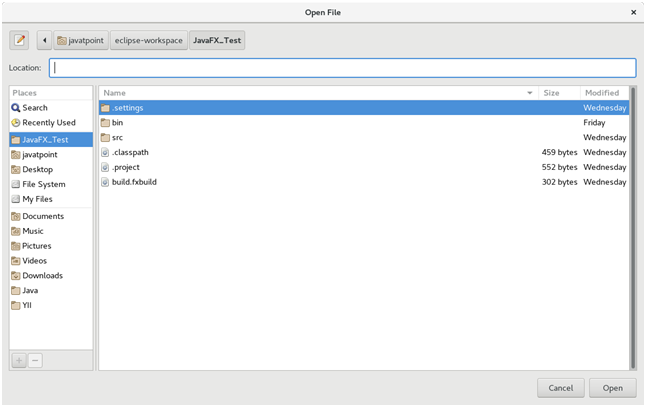 Open File
javatpoint eclipse-workspace JavaFX_Test
Location:
Places
Search
Recently Used
JavaFX_Test
javatpoint
Desktop
File System
My Files
Documents
Music
Pictures
Videos
Downloads
Java
YII
Name Size Modified
.settings Wednesday
bin Friday
src Wednesday
.classpath 459 bytes Wednesday
.project 552 bytes Wednesday
build.fxbuild 302 bytes Wednesday
Cancel Open